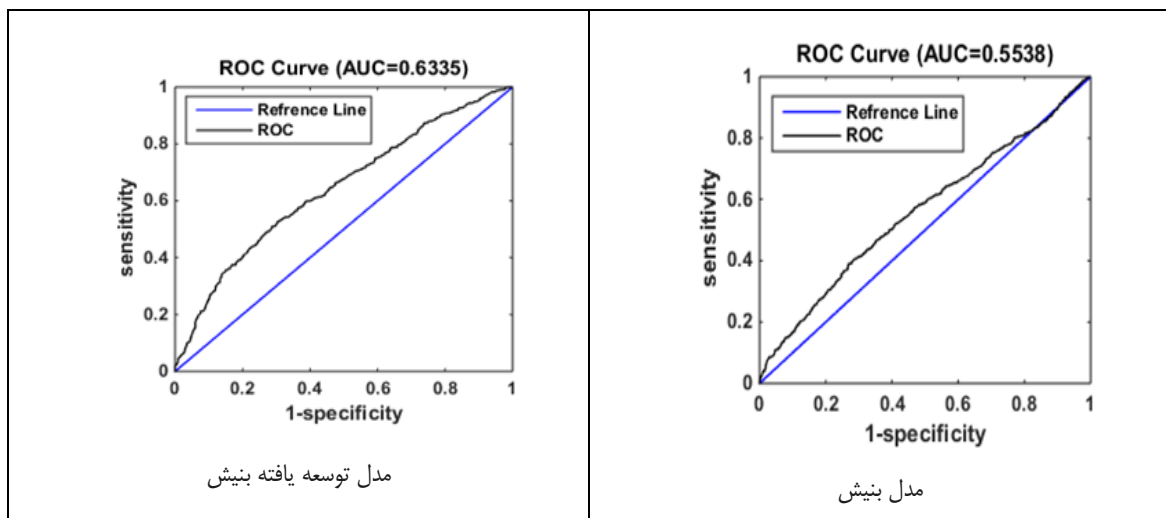 ROC Curve (AUC=0.6335)
Refrence Line
ROC
1
0.8
0.6
0.4
0.2
0
sensitivity
0 0.2 0.4 0.6 0.8 1
1-specificity
مدل توسعه یافته بنیش
ROC Curve (AUC=0.5538)
Refrence Line
ROC
1
0.8
0.6
0.4
0.2
0
sensitivity
0 0.2 0.4 0.6 0.8 1
1-specificity
مدل بنیش